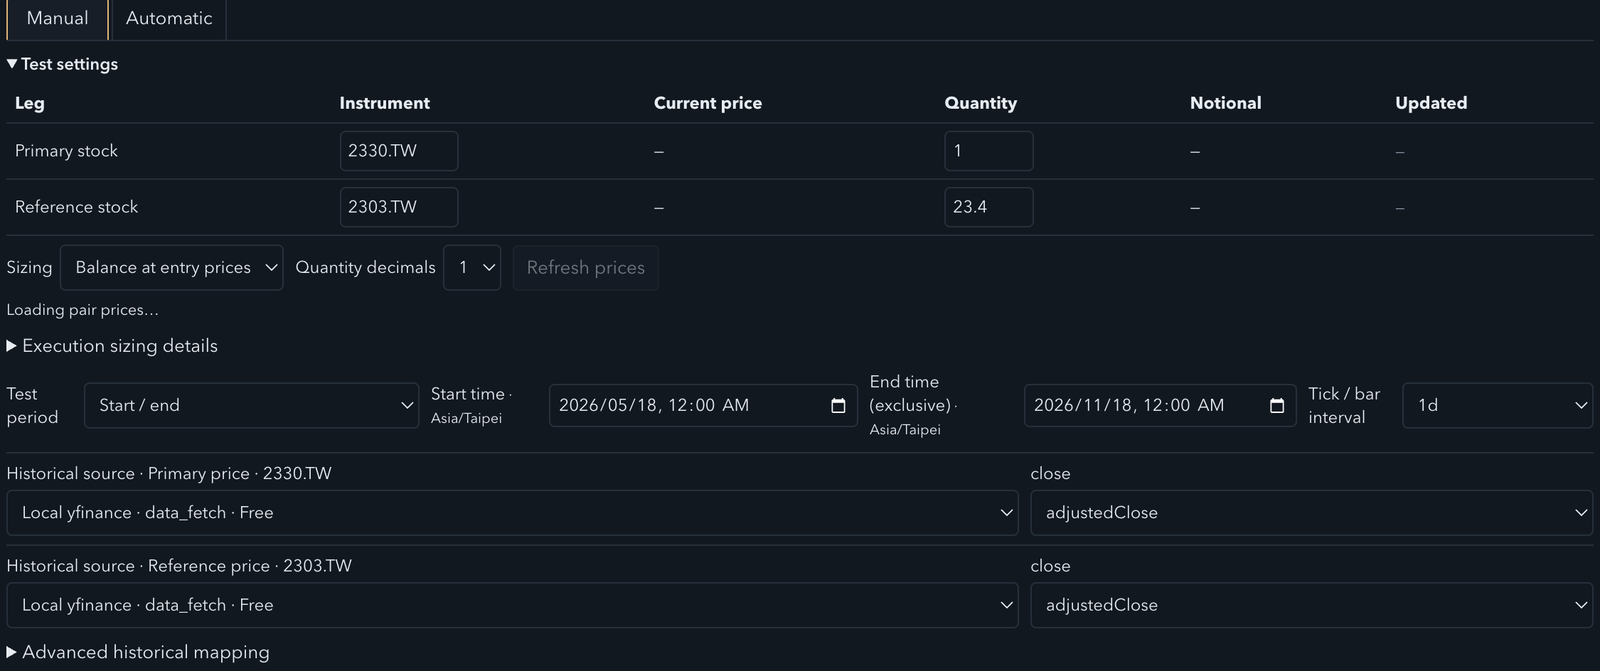 Manual Automatic
▼ Test settings
Leg Instrument Current price Quantity Notional Updated
Primary stock 2330.TW – 1 – –
Reference stock 2303.TW – 23.4 – –
Sizing Balance at entry prices Quantity decimals 1 Refresh prices
Loading pair prices…
▶ Execution sizing details
Test period Start / end Start time · Asia/Taipei 2026/05/18, 12:00 AM End time (exclusive) · Asia/Taipei 2026/11/18, 12:00 AM Tick / bar interval 1d
Historical source · Primary price · 2330.TW close
Local yfinance · data_fetch · Free adjustedClose
Historical source · Reference price · 2303.TW close
Local yfinance · data_fetch · Free adjustedClose
▶ Advanced historical mapping